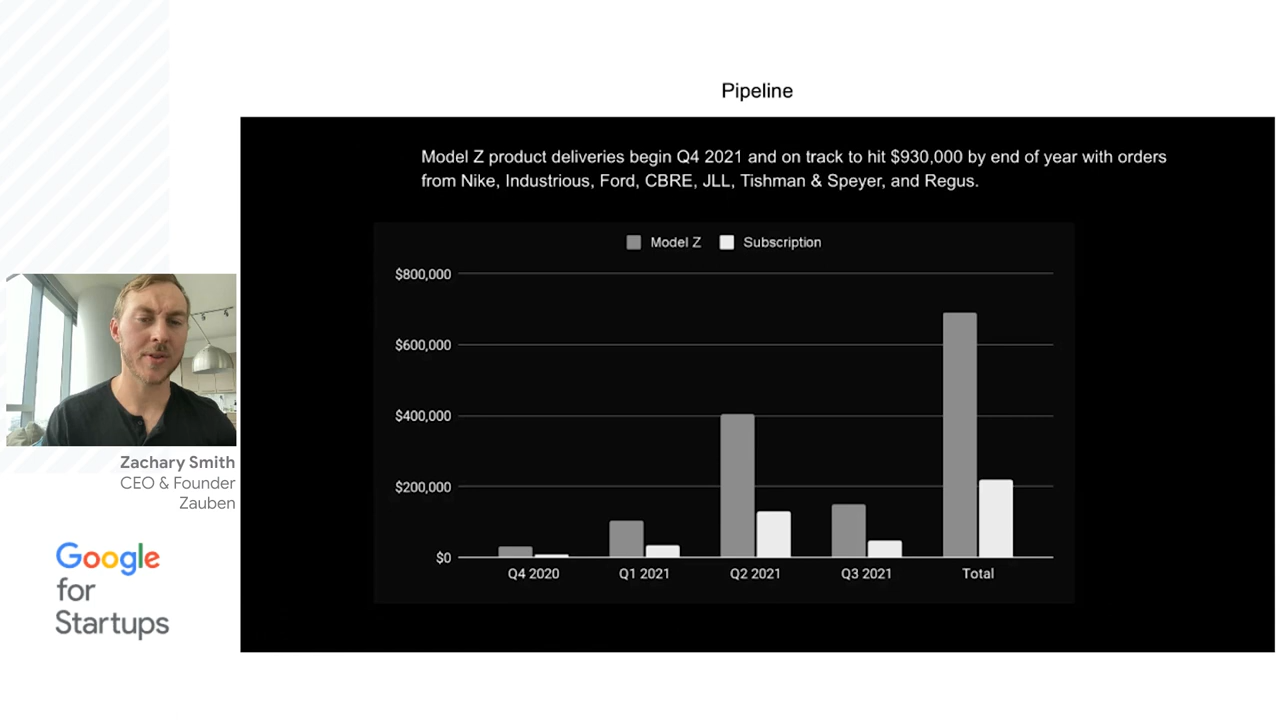 Pipeline
Model Z product deliveries begin Q4 2021 and on track to hit $930,000 by end of year with orders
from Nike, Industrious, Ford, CBRE, JLL, Tishman & Speyer, and Regus.
Model Z Subscription
$800,000
$600,000
$400,000
$200,000
$0
Q4 2020 Q1 2021 Q2 2021 Q3 2021 Total
Zachary Smith
CEO & Founder
Zauben
Google
for
Startups